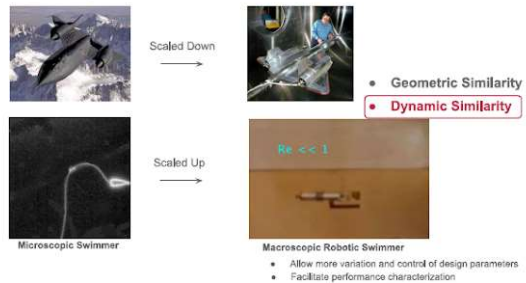 Scaled Down
● Geometric Similarity
● Dynamic Similarity
Scaled Up
Re << 1
Microscopic Swimmer
Macroscopic Robotic Swimmer
● Allow more variation and control of design parameters
● Facilitate performance characterization